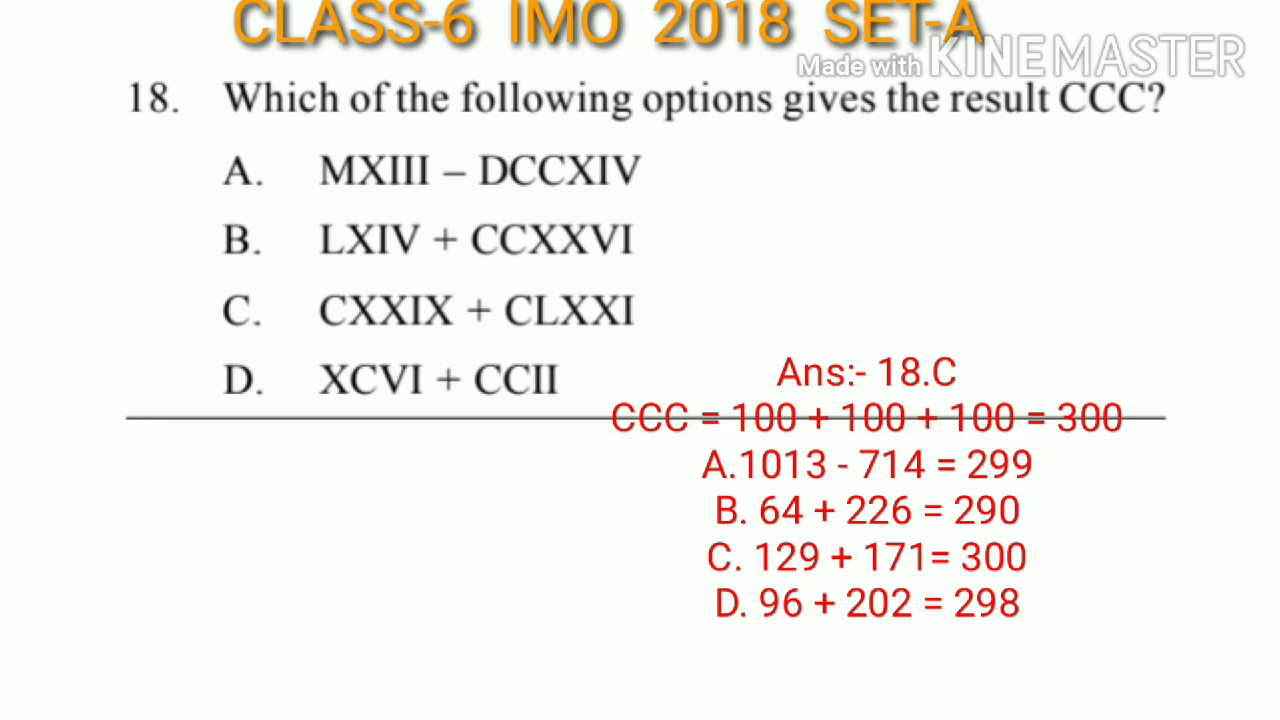 CLASS-6 IMO 2018 SET-A
Made with KINEMASTER
18. Which of the following options gives the result CCC?
A. MXIII – DCCXIV
B. LXIV + CCXXVI
C. CXXIX + CLXXI
D. XCVI + CCII
Ans:- 18.C
CCC = 100 + 100 + 100 = 300
A.1013 - 714 = 299
B. 64 + 226 = 290
C. 129 + 171= 300
D. 96 + 202 = 298